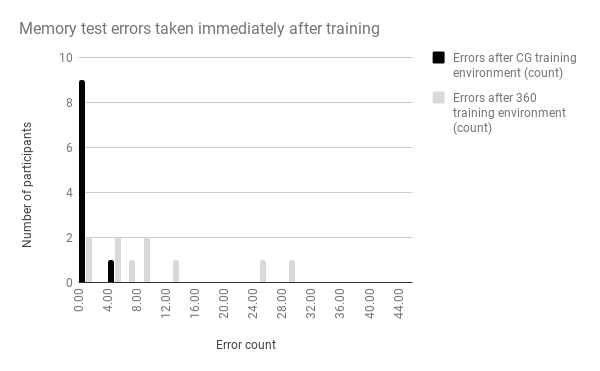 Memory test errors taken immediately after training
10
8
6
4
2
0
Number of participants
0.00
4.00
8.00
12.00
16.00
20.00
24.00
28.00
32.00
36.00
40.00
44.00
Error count
Errors after CG training
environment (count)
Errors after 360
training environment
(count)